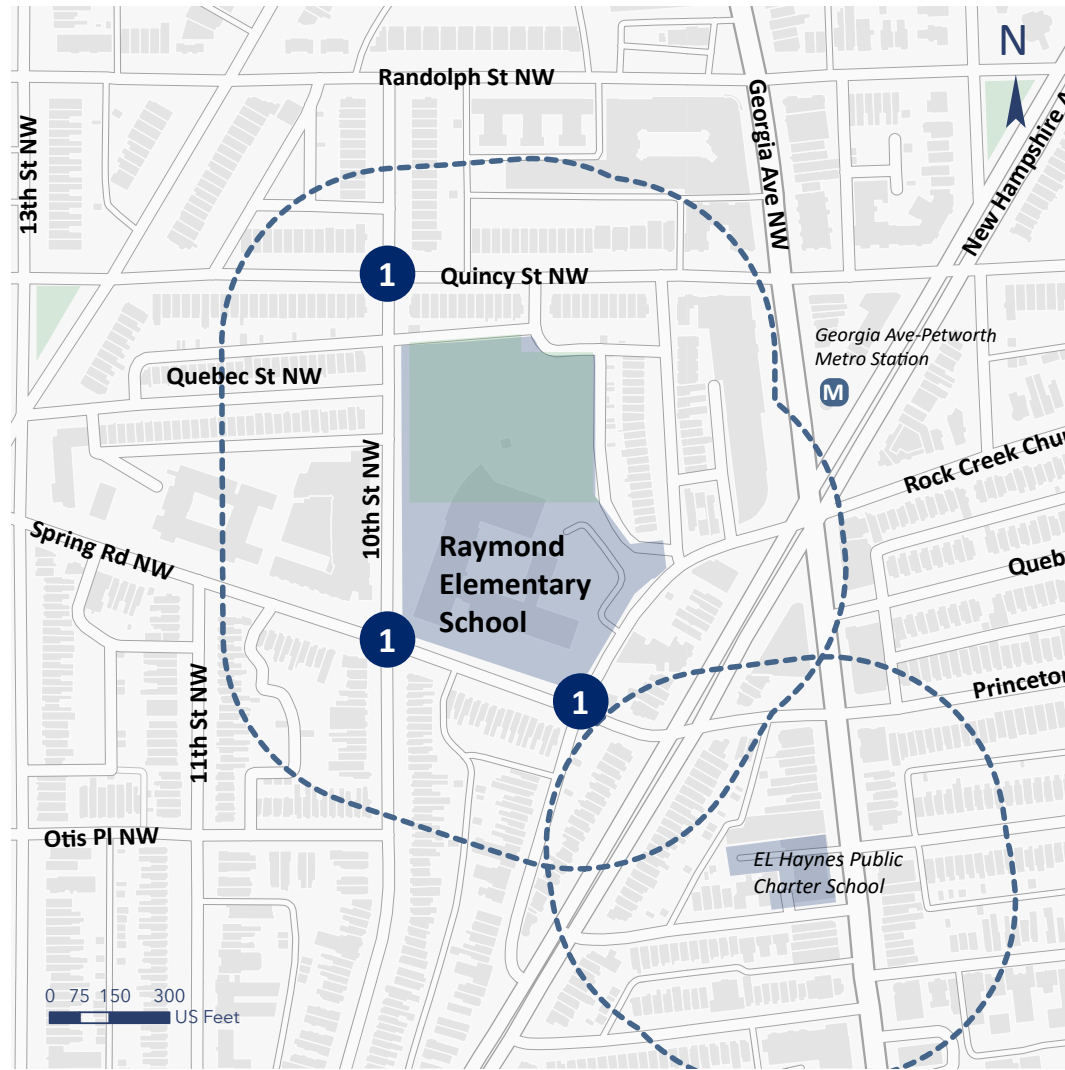 N
Randolph St NW
Georgia Ave NW
13th St NW
New Hampshire A
1
Quincy St NW
Georgia Ave-Petworth
Metro Station
M
Quebec St NW
Rock Creek Chu
10th St NW
Spring Rd NW
Raymond
Elementary
School
Queb
1
11th St NW
1
Princeton
Otis Pl NW
EL Haynes Public
Charter School
0 75 150 300
US Feet